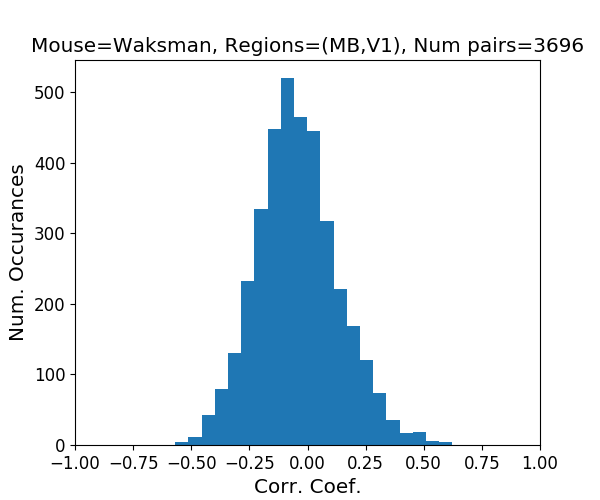 Mouse=Waksman, Regions=(MB,V1), Num pairs=3696
Num. Occurances
500
400
300
200
100
0
−1.00 −0.75 −0.50 −0.25 0.00 0.25 0.50 0.75 1.00
Corr. Coef.